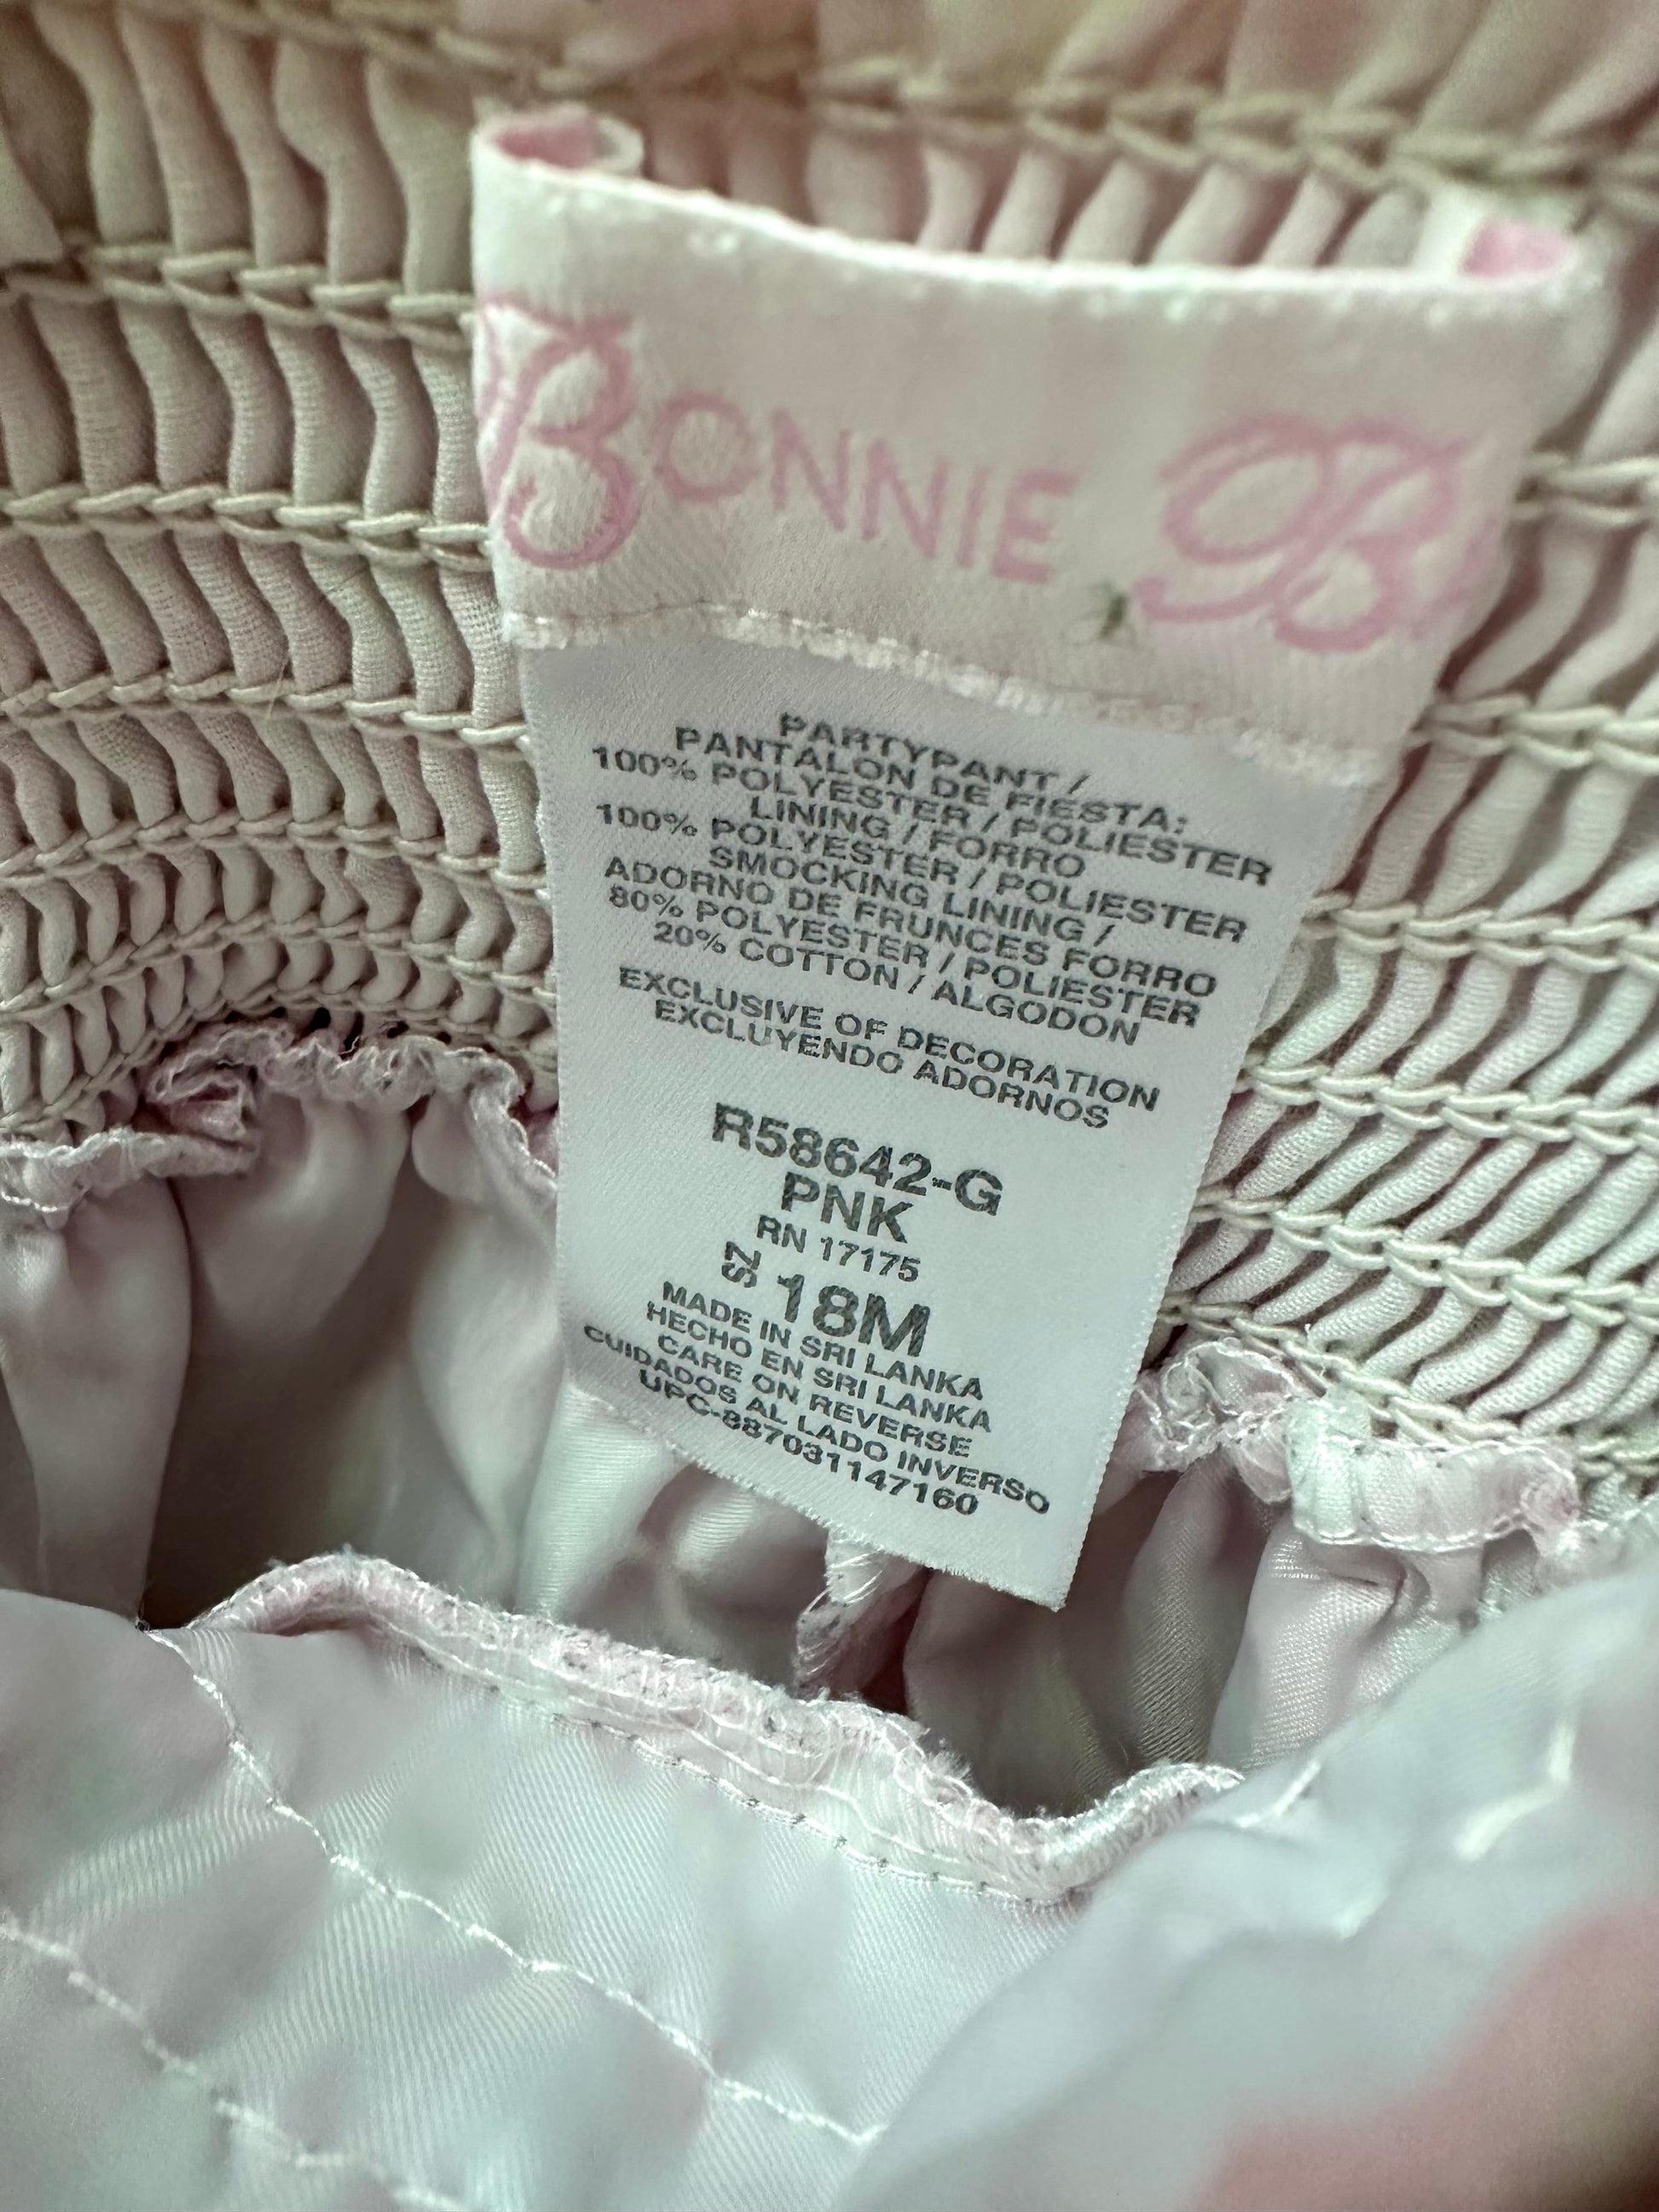 BONNIE B
PARTYPANT /
PANTALON DE FIESTA:
100% POLYESTER / POLIESTER
LINING / FORRO
100% POLYESTER / POLIESTER
SMOCKING LINING /
ADORNO DE FRUNCES FORRO
80% POLYESTER / POLIESTER
20% COTTON / ALGODON
EXCLUSIVE OF DECORATION
EXCLUYENDO ADORNOS
R58642-G
PNK
RN 17175
SZ 18M
MADE IN SRI LANKA
HECHO EN SRI LANKA
CARE ON REVERSE
CUIDADOS AL LADO INVERSO
UPC-887031147160